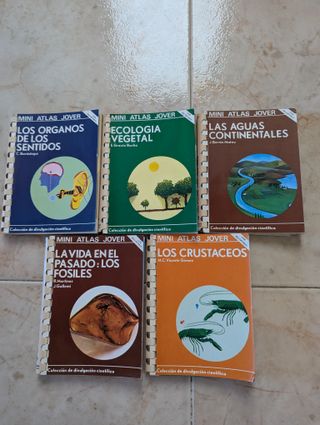 MINI ATLAS JOVER
LOS ORGANOS
DE LOS
SENTIDOS
Colección de divulgación científica
MINI ATLAS JOVER
ECOLOGIA
VEGETAL
Colección de divulgación científica
MINI ATLAS JOVER
LAS AGUAS
CONTINENTALES
Colección de divulgación científica
MINI ATLAS JOVER
LA VIDA EN EL
PASADO: LOS
FOSILES
Colección de divulgación científica
MINI ATLAS JOVER
LOS CRUSTACEOS
M.C. Vicente Gómez
Colección de divulgación científica